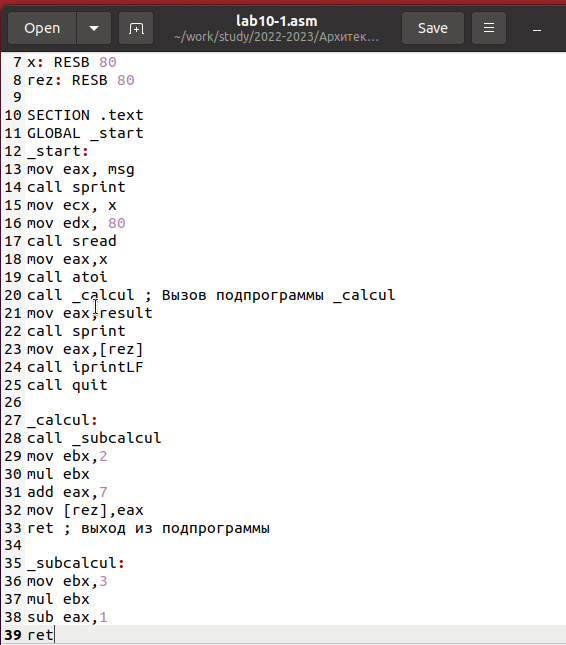 Open
lab10-1.asm
~/work/study/2022-2023/Архитек...
Save
7 x: RESB 80
8 rez: RESB 80
9
10 SECTION .text
11 GLOBAL _start
12 _start:
13 mov eax, msg
14 call sprint
15 mov ecx, x
16 mov edx, 80
17 call sread
18 mov eax,x
19 call atoi
20 call _calcul ; Вызов подпрограммы _calcul
21 mov eax,result
22 call sprint
23 mov eax,[rez]
24 call iprintLF
25 call quit
26
27 _calcul:
28 call _subcalcul
29 mov ebx,2
30 mul ebx
31 add eax,7
32 mov [rez],eax
33 ret ; выход из подпрограммы
34
35 _subcalcul:
36 mov ebx,3
37 mul ebx
38 sub eax,1
39 ret